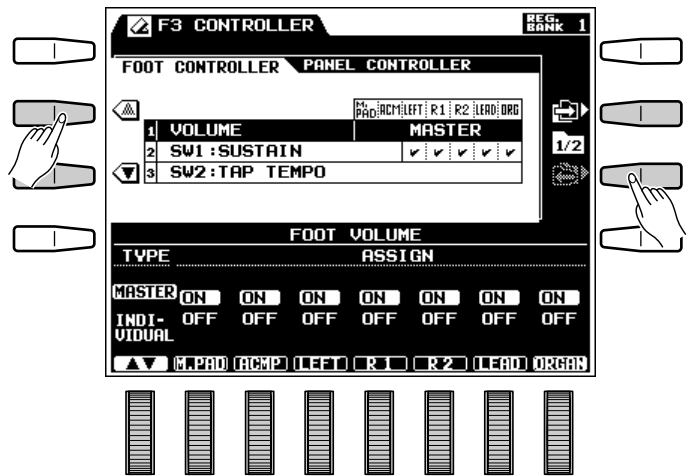 F3 CONTROLLER
REG. BANK 1
FOOT CONTROLLER PANEL CONTROLLER
M. PAD ACM LEFT R1 R2 LEAD ORG
1 VOLUME MASTER
1/2
2 SW1:SUSTAIN
3 SW2:TAP TEMPO
FOOT VOLUME
TYPE ASSIGN
MASTER ON ON ON ON ON ON ON
INDI- OFF OFF OFF OFF OFF OFF OFF
VIDUAL
M.PAD ACMP LEFT R1 R2 LEAD ORGAN